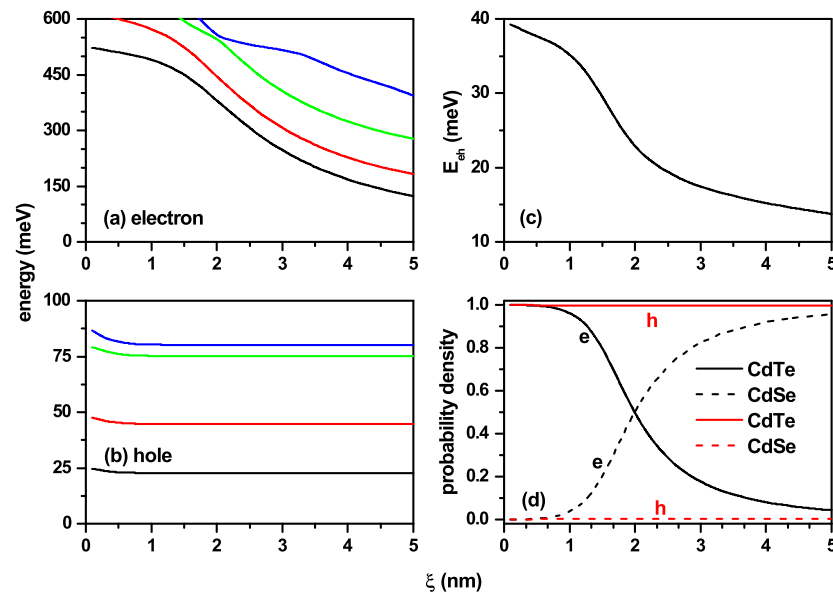 600
450
300
150
0
0
1
2
3
4
5
(a) electron
40
30
20
10
0
1
2
3
4
5
E_eh (meV)
(c)
energy (meV)
100
75
50
25
0
0
1
2
3
4
5
(b) hole
1.0
0.8
0.6
0.4
0.2
0.0
0
1
2
3
4
5
probability density
h
e
CdTe
CdSe
CdTe
CdSe
e
(d)
h
ξ (nm)